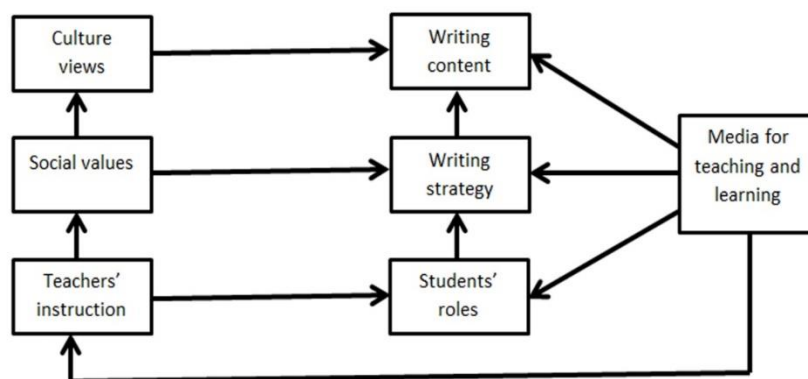 Culture
views
Writing
content
Social values
Writing
strategy
Media for
teaching and
learning
Teachers’
instruction
Students’
roles